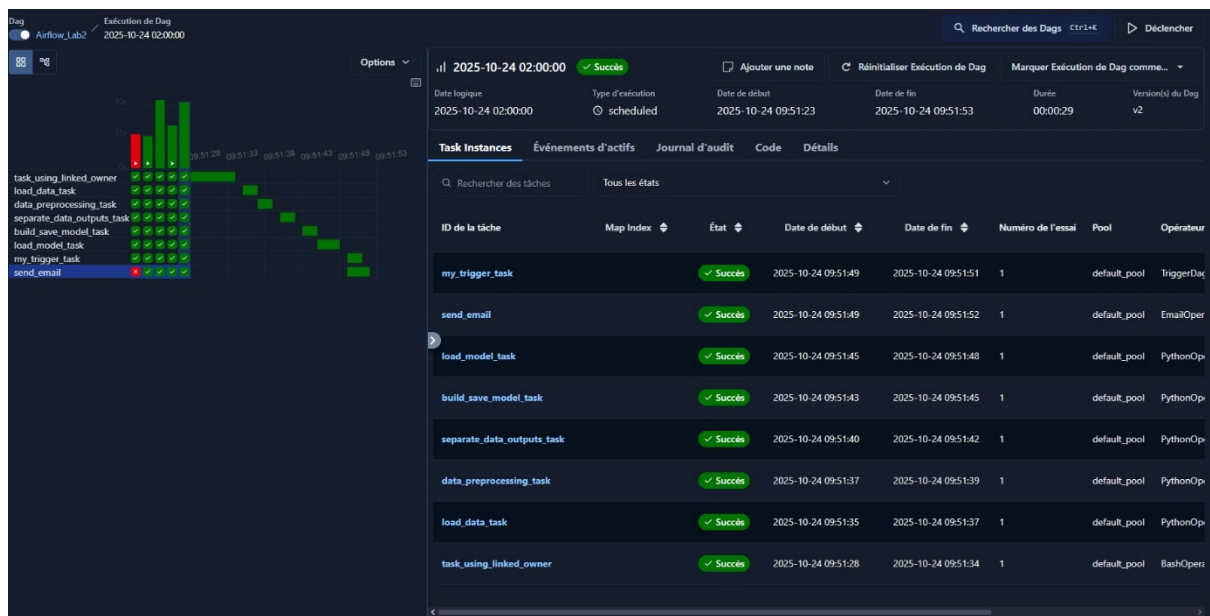 Dag
Exécution de Dag
Airflow_Lab2
2025-10-24 02:00:00
Rechercher des Dags Ctrl+K
Déclencher
Options
30s
15s
0s
09:51:28 09:51:33 09:51:38 09:51:43 09:51:48 09:51:53
task_using_linked_owner
load_data_task
data_preprocessing_task
separate_data_outputs_task
build_save_model_task
load_model_task
my_trigger_task
send_email
2025-10-24 02:00:00 Succès
Ajouter une note
Réinitialiser Exécution de Dag
Marquer Exécution de Dag comme...
Date logique Type d'exécution Date de début Date de fin Durée Version(s) du Dag
2025-10-24 02:00:00 scheduled 2025-10-24 09:51:23 2025-10-24 09:51:53 00:00:29 v2
Task Instances Événements d'actifs Journal d'audit Code Détails
Rechercher des tâches Tous les états
ID de la tâche Map Index État Date de début Date de fin Numéro de l'essai Pool Opérateur
my_trigger_task Succès 2025-10-24 09:51:49 2025-10-24 09:51:51 1 default_pool TriggerDag
send_email Succès 2025-10-24 09:51:49 2025-10-24 09:51:52 1 default_pool EmailOper
load_model_task Succès 2025-10-24 09:51:45 2025-10-24 09:51:48 1 default_pool PythonOp
build_save_model_task Succès 2025-10-24 09:51:43 2025-10-24 09:51:45 1 default_pool PythonOp
separate_data_outputs_task Succès 2025-10-24 09:51:40 2025-10-24 09:51:42 1 default_pool PythonOp
data_preprocessing_task Succès 2025-10-24 09:51:37 2025-10-24 09:51:39 1 default_pool PythonOp
load_data_task Succès 2025-10-24 09:51:35 2025-10-24 09:51:37 1 default_pool PythonOp
task_using_linked_owner Succès 2025-10-24 09:51:28 2025-10-24 09:51:34 1 default_pool BashOpera